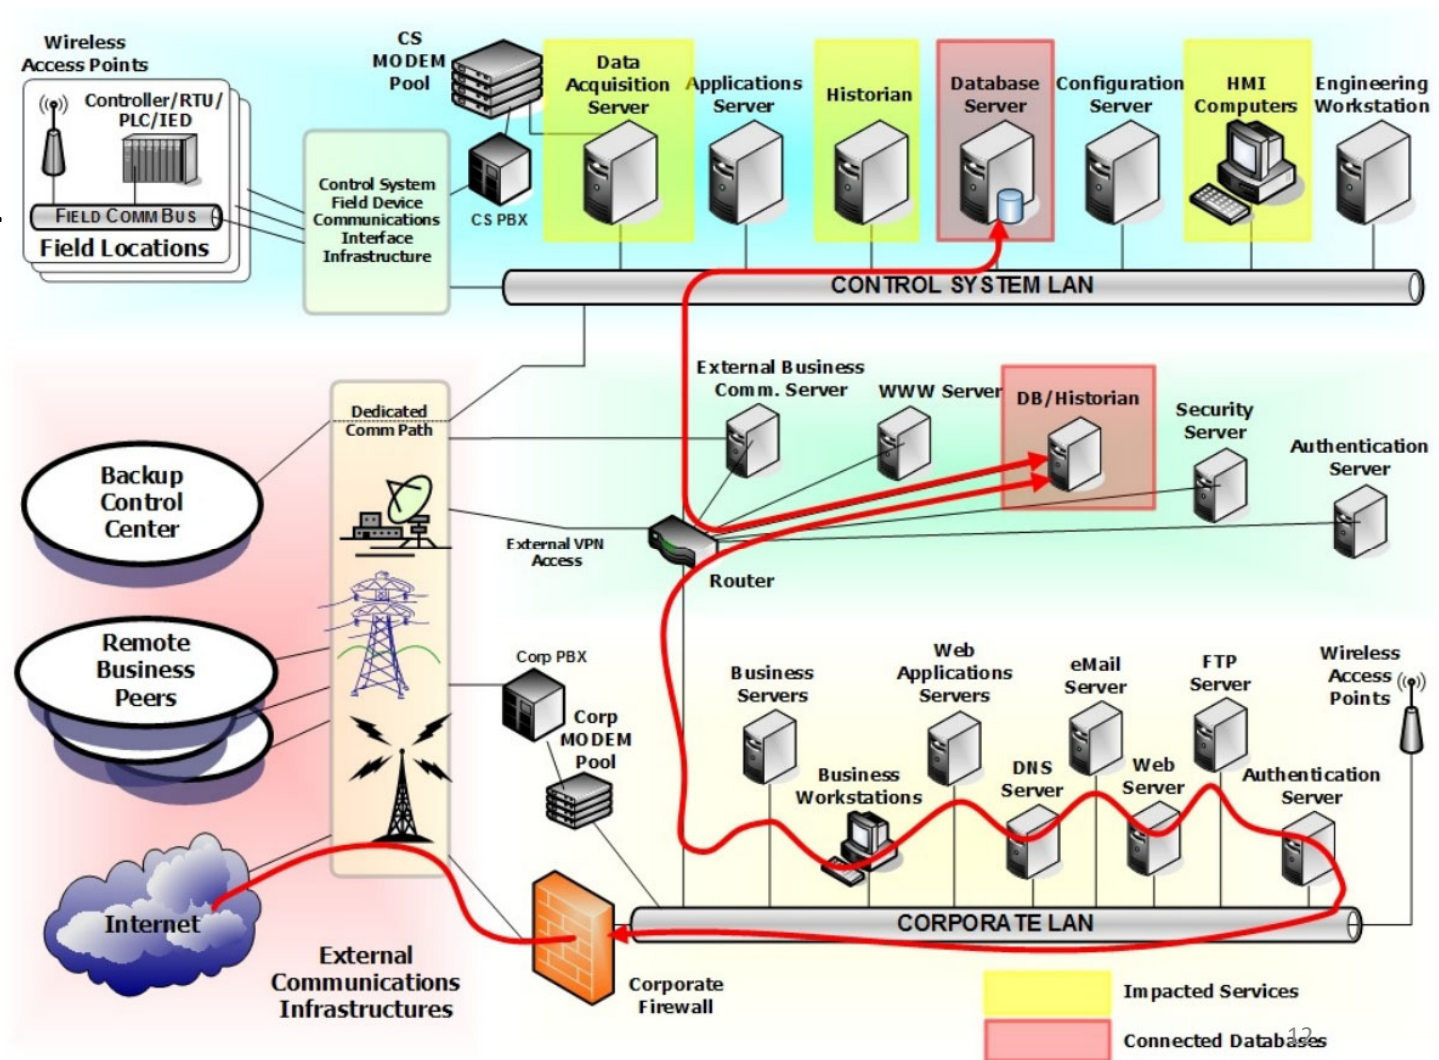 Wireless
Access Points
Controller/RTU/
PLC/IED
FIELD COMM BUS
Field Locations
Control System
Field Device
Communications
Interface
Infrastructure
CS
MODEM
Pool
CS PBX
Data
Acquisition
Server
Applications
Server
Historian
Database
Server
Configuration
Server
HMI
Computers
Engineering
Workstation
CONTROL SYSTEM LAN
Dedicated
Comm Path
External Business
Comm. Server
WWW Server
DB/Historian
Security
Server
Authentication
Server
Backup
Control
Center
External VPN
Access
Router
Remote
Business
Peers
Corp PBX
Corp
MODEM
Pool
Business
Servers
Business
Workstations
Web
Applications
Servers
DNS
Server
eMail
Server
Web
Server
FTP
Server
Authentication
Server
Wireless
Access
Points
Internet
CORPORATE LAN
External
Communications
Infrastructures
Corporate
Firewall
Impacted Services
Connected Databases
12